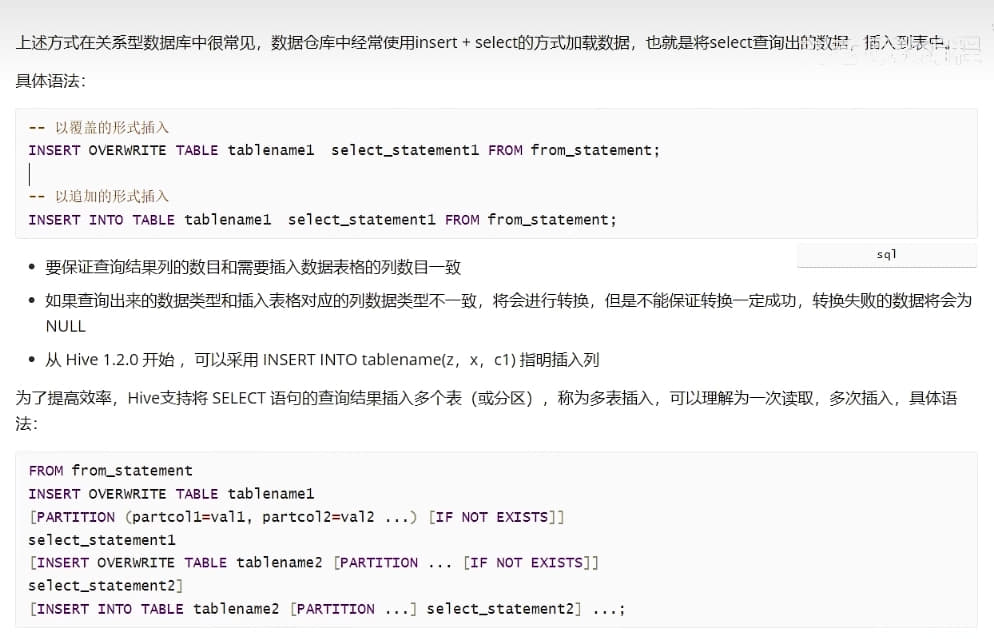 上述方式在关系型数据库中很常见，数据仓库中经常使用insert + select的方式加载数据，也就是将select查询出的数据，插入到表中。
具体语法：
-- 以覆盖的形式插入
INSERT OVERWRITE TABLE tablename1  select_statement1 FROM from_statement;
-- 以追加的形式插入
INSERT INTO TABLE tablename1  select_statement1 FROM from_statement;
sql
• 要保证查询结果列的数目和需要插入数据表格的列数目一致
• 如果查询出来的数据类型和插入表格对应的列数据类型不一致，将会进行转换，但是不能保证转换一定成功，转换失败的数据将会为
NULL
• 从 Hive 1.2.0 开始 ，可以采用 INSERT INTO tablename(z，x，c1) 指明插入列
为了提高效率，Hive支持将 SELECT 语句的查询结果插入多个表（或分区）, 称为多表插入，可以理解为一次读取，多次插入，具体语
法：
FROM from_statement
INSERT OVERWRITE TABLE tablename1
[PARTITION (partcol1=val1, partcol2=val2 ...) [IF NOT EXISTS]]
select_statement1
[INSERT OVERWRITE TABLE tablename2 [PARTITION ... [IF NOT EXISTS]]
select_statement2]
[INSERT INTO TABLE tablename2 [PARTITION ...] select_statement2] ...;